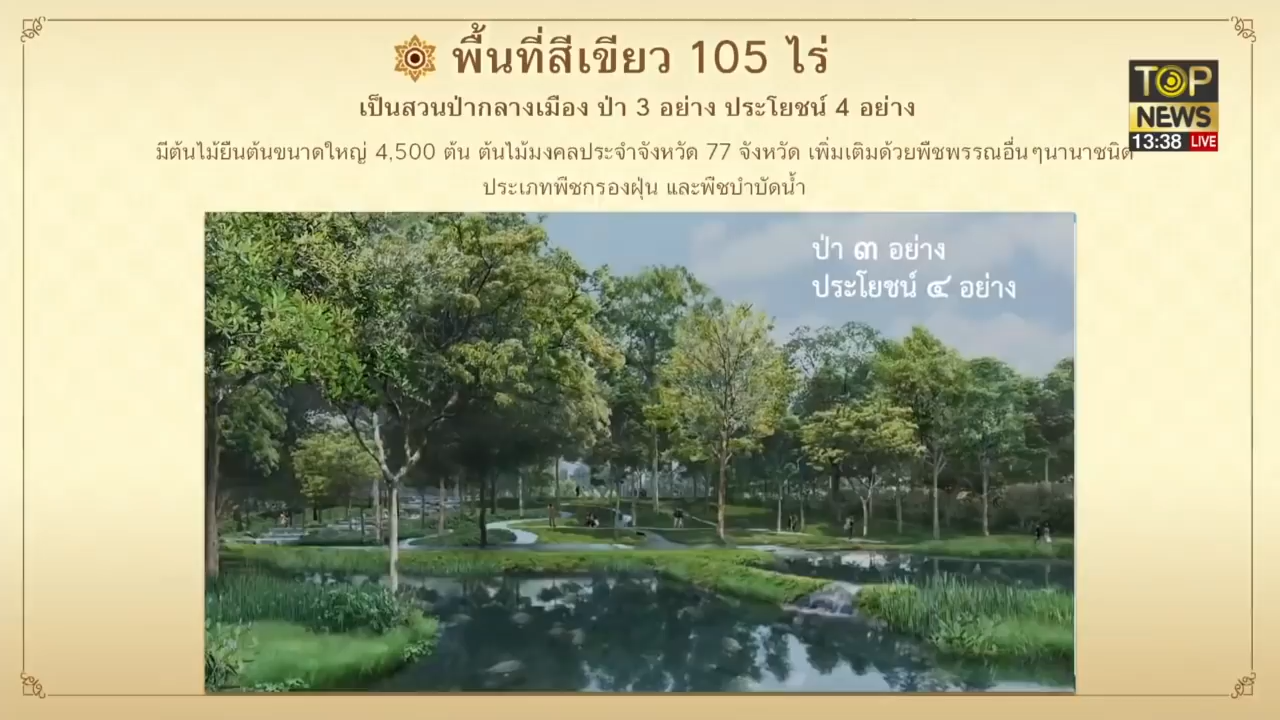 พื้นที่สีเขียว 105 ไร่
เป็นสวนป่ากลางเมือง ป่า 3 อย่าง ประโยชน์ 4 อย่าง
มีต้นไม้ยืนต้นขนาดใหญ่ 4,500 ต้น ต้นไม้มงคลประจำจังหวัด 77 จังหวัด เพิ่มเติมด้วยพืชพรรณอื่นๆนานาชนิด
ประเภทพืชกรองฝุ่น และพืชบำบัดน้ำ
TOP
NEWS
13:38 LIVE
ป่า ๓ อย่าง
ประโยชน์ ๔ อย่าง